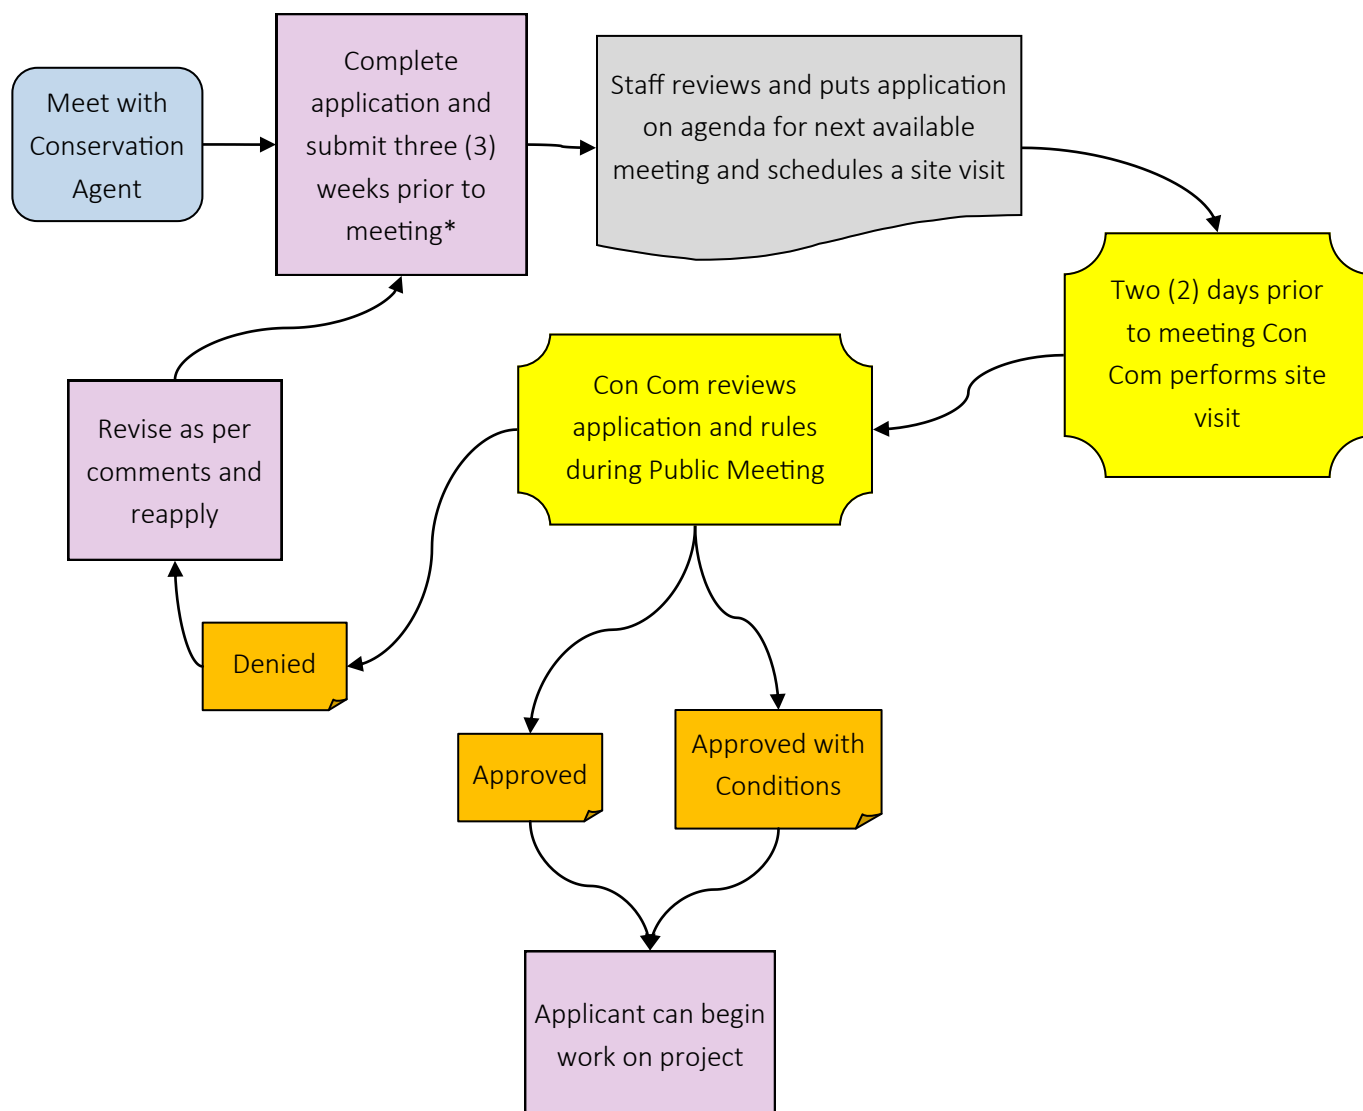 Meet with
Conservation
Agent
Complete
application and
submit three (3)
weeks prior to
meeting*
Staff reviews and puts application
on agenda for next available
meeting and schedules a site visit
Two (2) days prior
to meeting Con
Com performs site
visit
Con Com reviews
application and rules
during Public Meeting
Revise as per
comments and
reapply
Denied
Approved
Approved with
Conditions
Applicant can begin
work on project